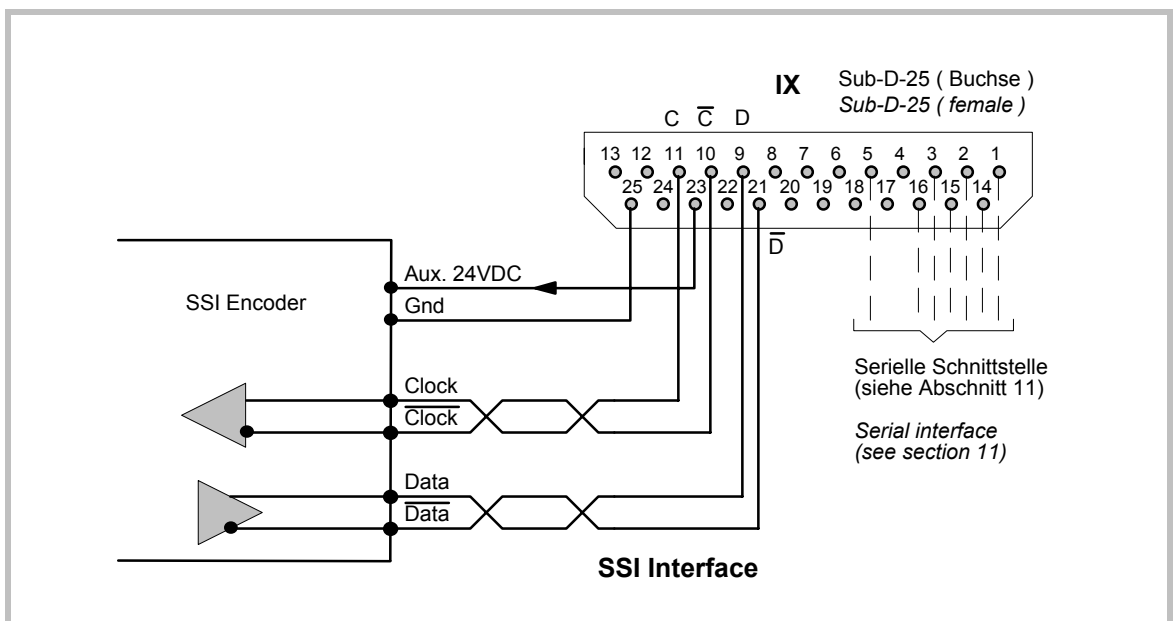 IX
Sub-D-25 ( Buchse )
Sub-D-25 ( female )
C C̅ D
13 12 11 10 9 8 7 6 5 4 3 2 1
25 24 23 22 21 20 19 18 17 16 15 14
D̅
Aux. 24VDC
SSI Encoder
Gnd
Clock
C̅l̅o̅c̅k̅
Data
D̅a̅t̅a̅
Serielle Schnittstelle
(siehe Abschnitt 11)
Serial interface
(see section 11)
SSI Interface